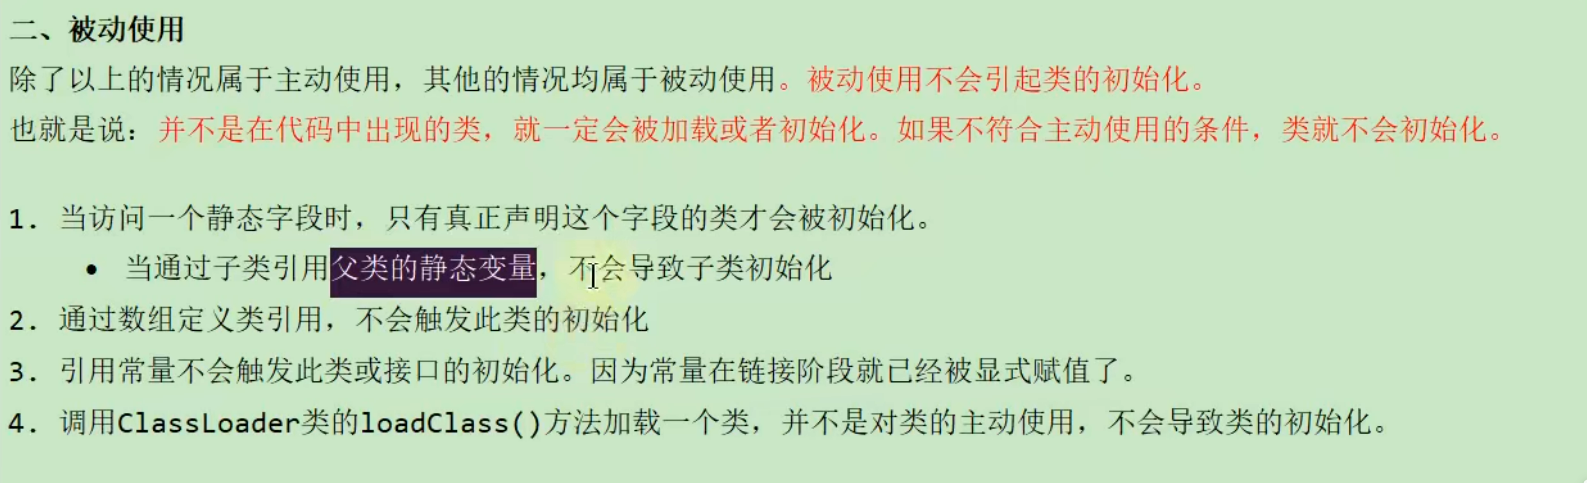 二、被动使用
除了以上的情况属于主动使用，其他的情况均属于被动使用。被动使用不会引起类的初始化。
也就是说：并不是在代码中出现的类，就一定会被加载或者初始化。如果不符合主动使用的条件，类就不会初始化。
1. 当访问一个静态字段时，只有真正声明这个字段的类才会被初始化。
• 当通过子类引用父类的静态变量，不会导致子类初始化
2. 通过数组定义类引用，不会触发此类的初始化
3. 引用常量不会触发此类或接口的初始化。因为常量在链接阶段就已经被显式赋值了。
4. 调用ClassLoader类的loadClass()方法加载一个类，并不是对类的主动使用，不会导致类的初始化。